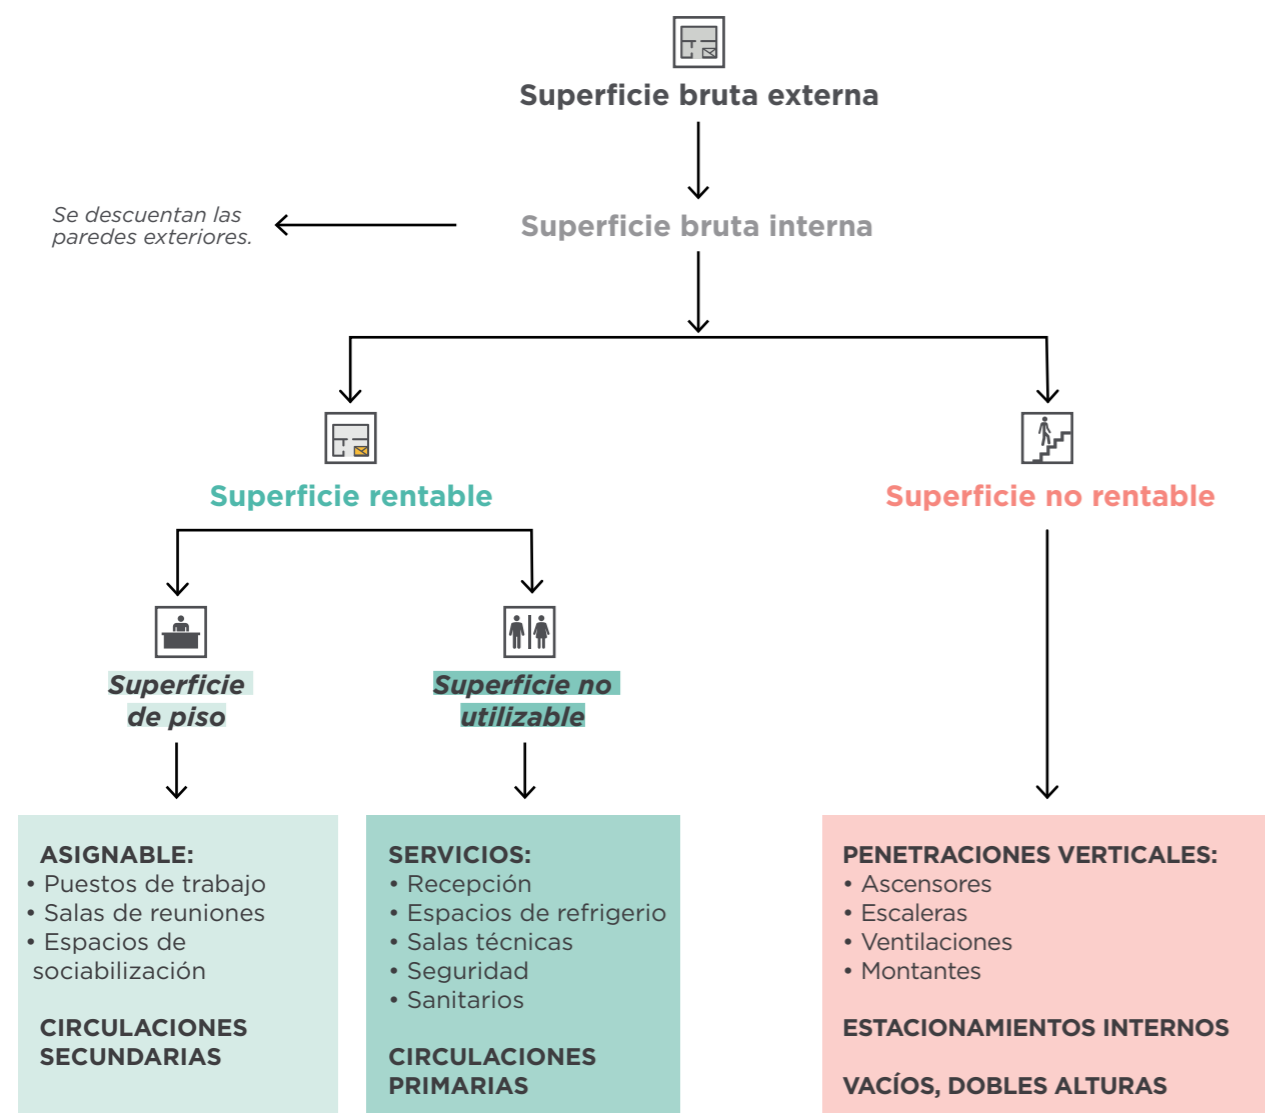 Superficie bruta externa
Se descuentan las
paredes exteriores.
Superficie bruta interna
Superficie rentable
Superficie no rentable
Superficie
de piso
Superficie no
utilizable
ASIGNABLE:
• Puestos de trabajo
• Salas de reuniones
• Espacios de
sociabilización
CIRCULACIONES
SECUNDARIAS
SERVICIOS:
• Recepción
• Espacios de refrigerio
• Salas técnicas
• Seguridad
• Sanitarios
CIRCULACIONES
PRIMARIAS
PENETRACIONES VERTICALES:
• Ascensores
• Escaleras
• Ventilaciones
• Montantes
ESTACIONAMIENTOS INTERNOS
VACÍOS, DOBLES ALTURAS